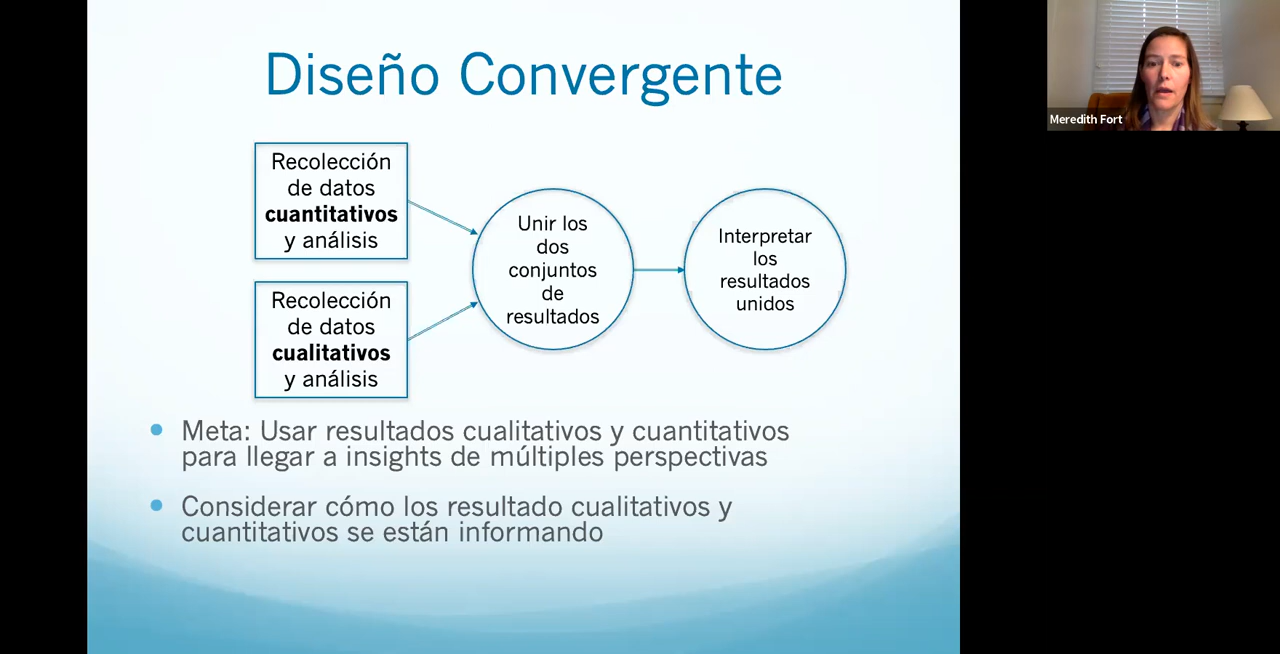 Diseño Convergente
Recolección
de datos
cuantitativos
y análisis
Recolección
de datos
cualitativos
y análisis
Unir los
dos
conjuntos
de
resultados
Interpretar
los
resultados
unidos
Meta: Usar resultados cualitativos y cuantitativos
para llegar a insights de múltiples perspectivas
Considerar cómo los resultado cualitativos y
cuantitativos se están informando
Meredith Fort